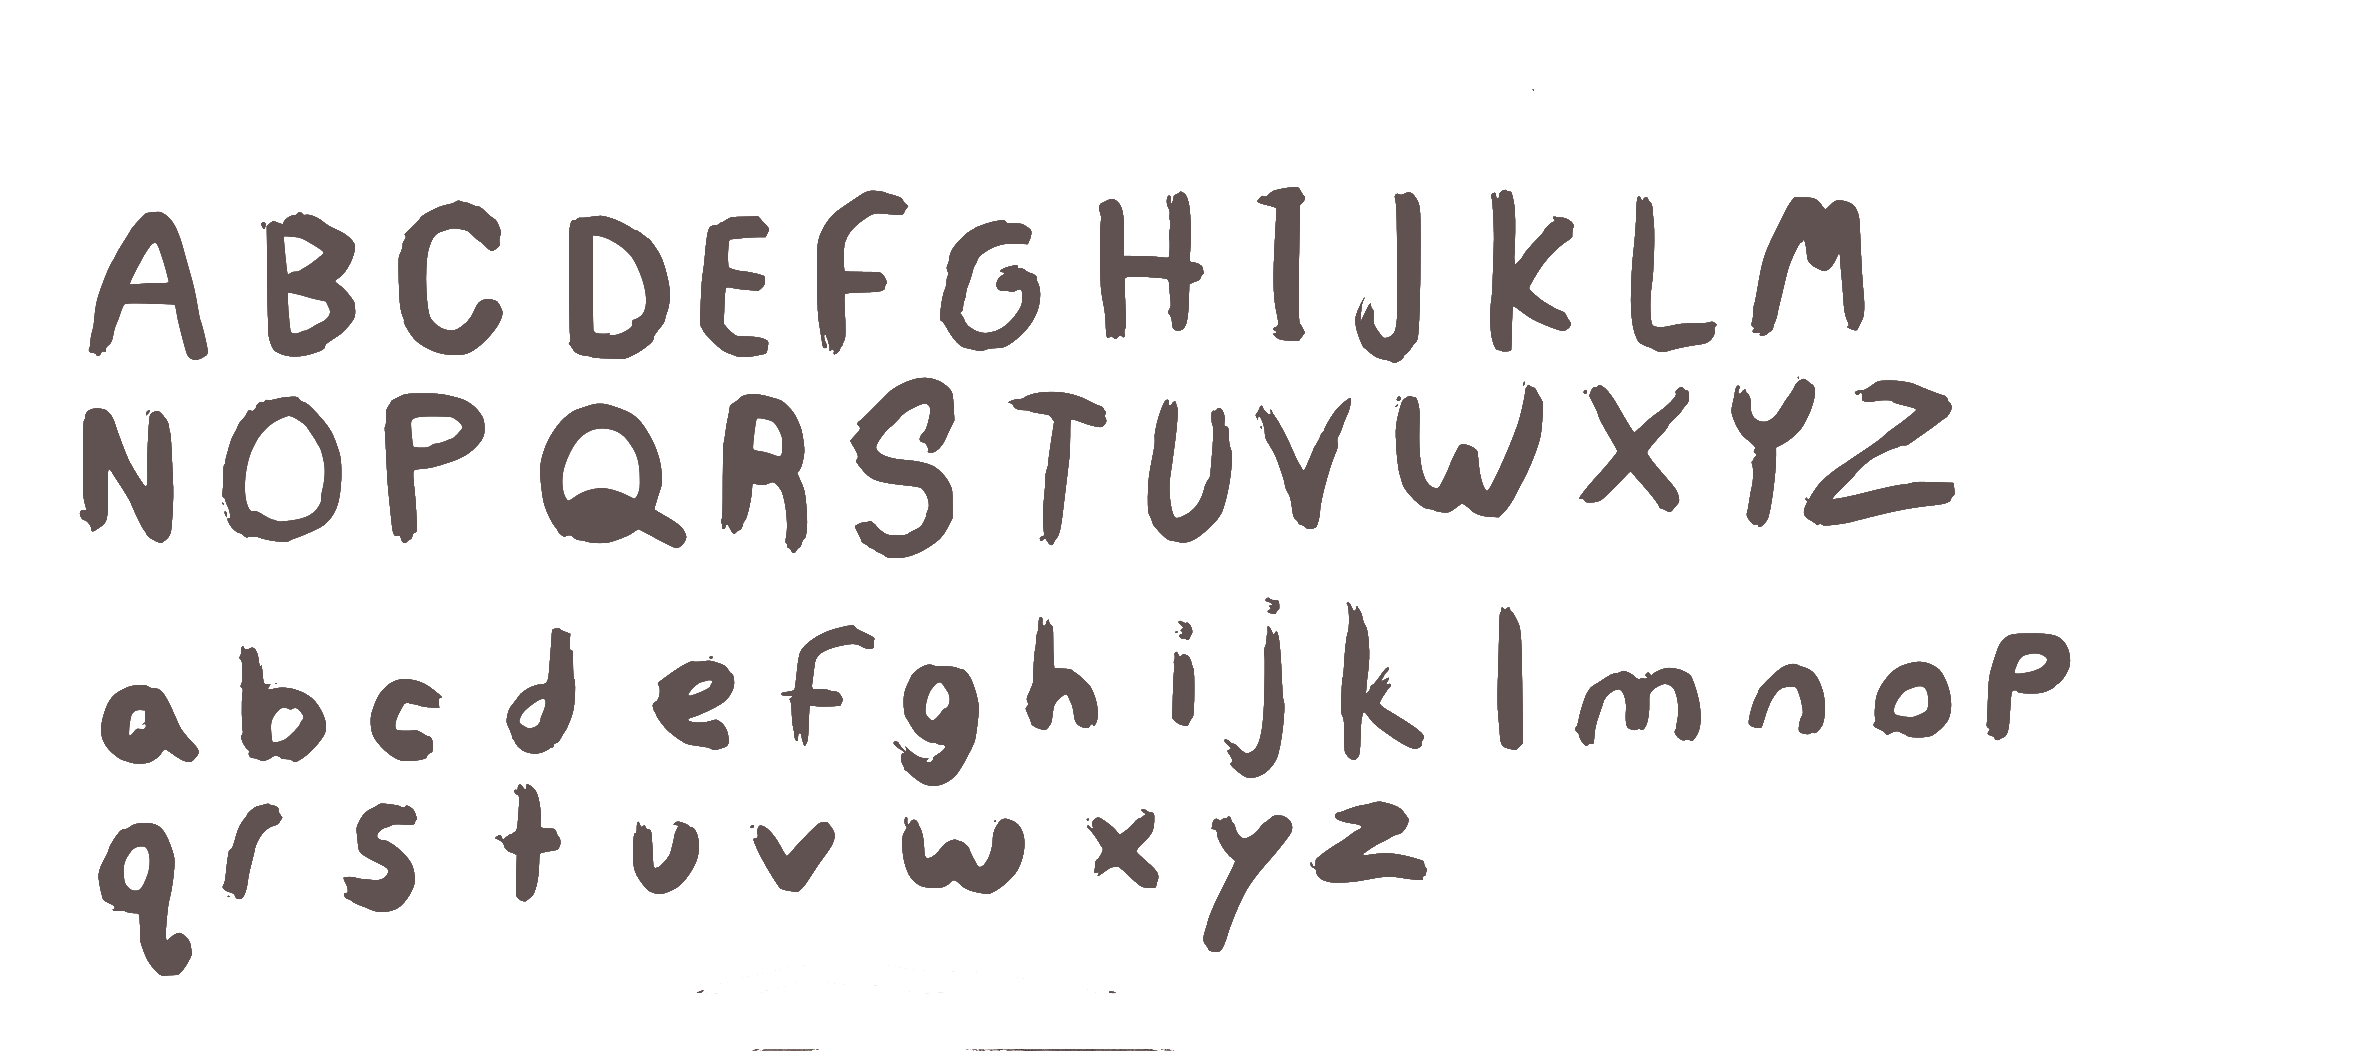 A B C D E F G H I J K L M
N O P Q R S T U V W X Y Z
a b c d e f g h i j k l m n o p
q r s t u v w x y z